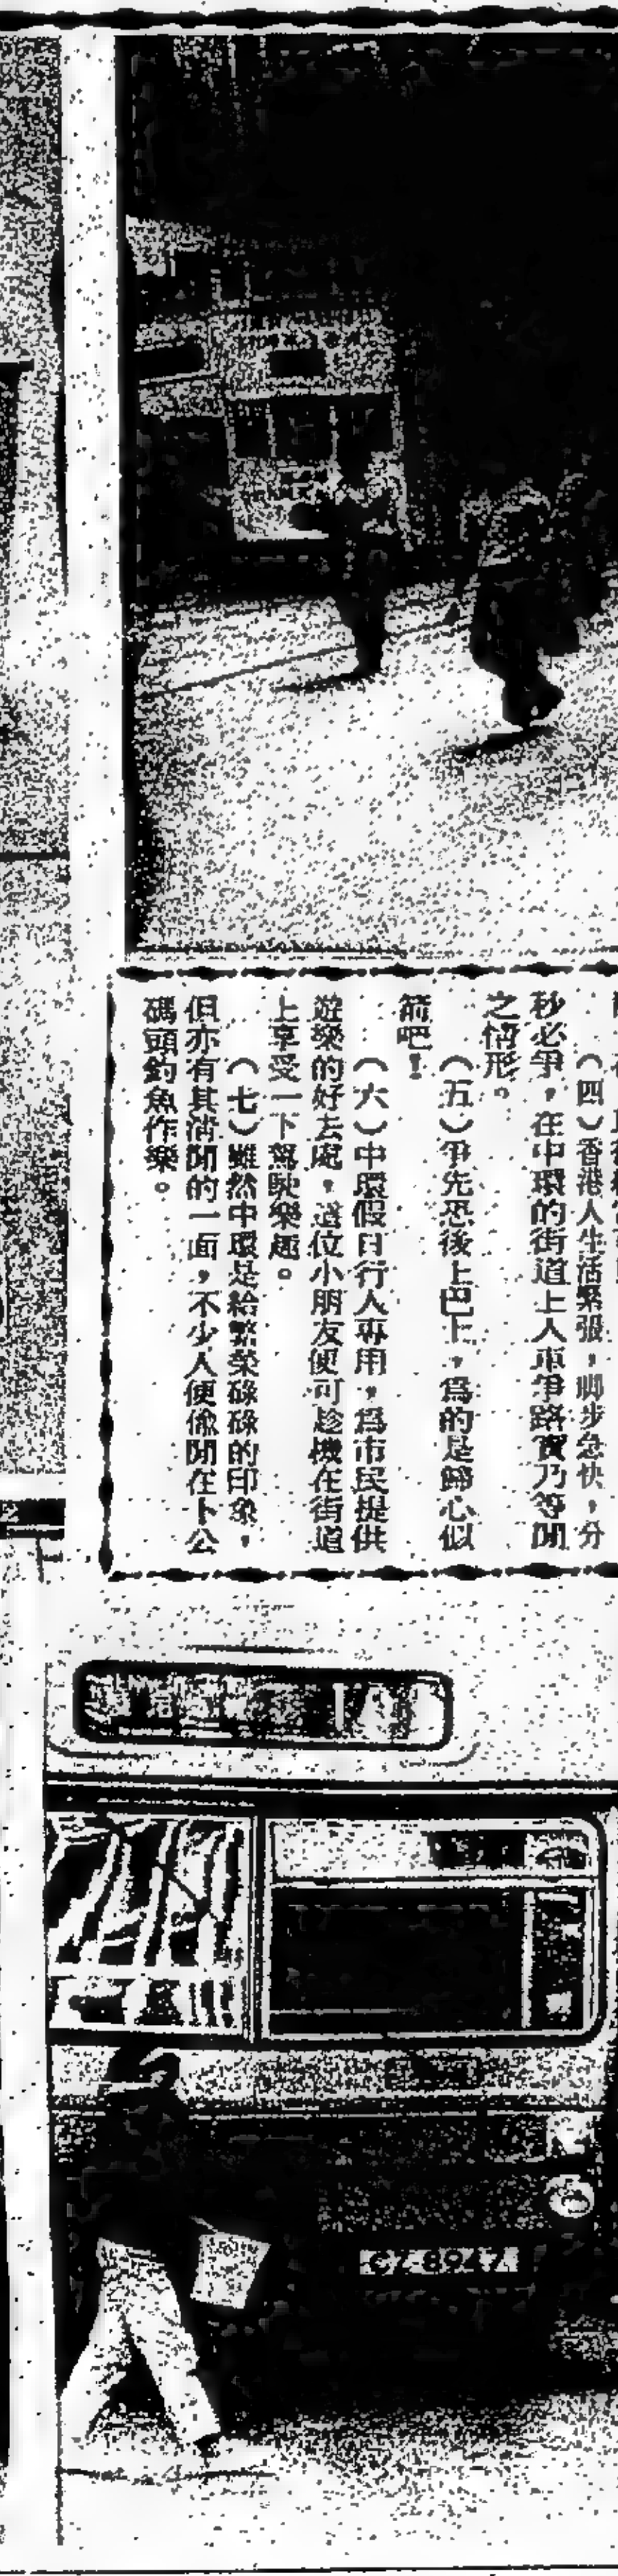 （四）香港人生活緊張，脚步急快，分
秒必爭，在中環的街道上人車爭路實乃等閒
之情形。
（五）爭先恐後上巴士，爲的是歸心似
箭吧！
（六）中環假日行人專用，爲市民提供
遊樂的好去處，這位小朋友便可趁機在街道
上享受一下駕駛樂趣。
（七）雖然中環是給繁榮碌碌的印象，
但亦有其清閒的一面，不少人便偸閒在卜公
碼頭釣魚作樂。
CZ-8947